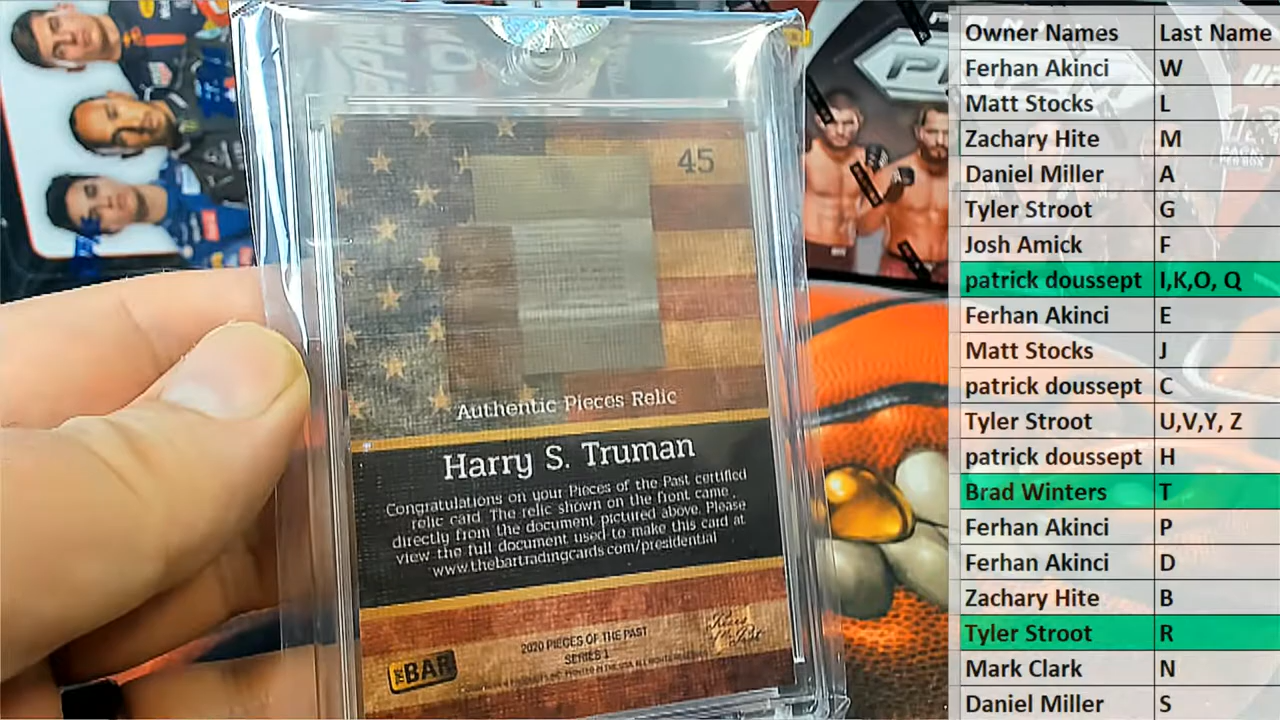 45
Authentic Pieces Relic
Harry S. Truman
Congratulations on your Pieces of the Past certified
relic card. The relic shown on the front came
directly from the document pictured above. Please
view the full document used to make this card at
www.thebartradingcards.com/presidential
2020 PIECES OF THE PAST
SERIES 1
THE BAR
Owner Names Last Name
Ferhan Akinci W
Matt Stocks L
Zachary Hite M
Daniel Miller A
Tyler Stroot G
Josh Amick F
patrick doussept I,K,O, Q
Ferhan Akinci E
Matt Stocks J
patrick doussept C
Tyler Stroot U,V,Y, Z
patrick doussept H
Brad Winters T
Ferhan Akinci P
Ferhan Akinci D
Zachary Hite B
Tyler Stroot R
Mark Clark N
Daniel Miller S